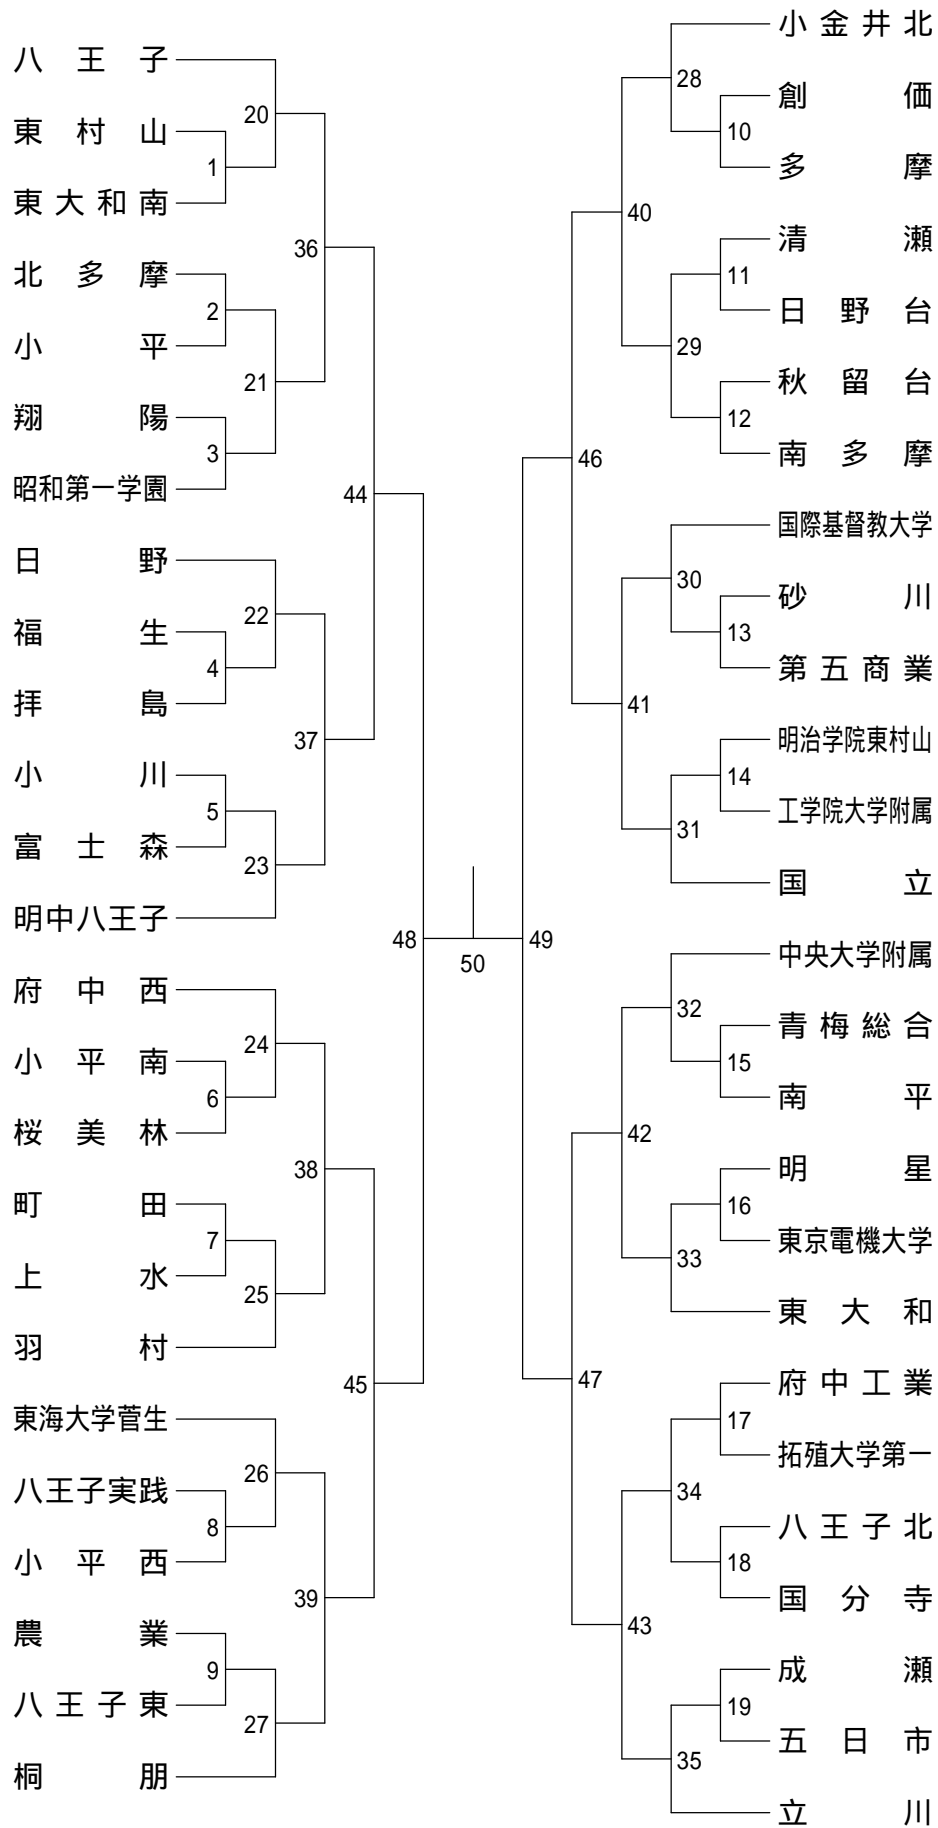 八王子
20
東村山
1
東大和南
36
北多摩
2
小平
21
翔陽
3
昭和第一学園
44
日野
22
福生
4
拝島
37
小川
5
富士森
23
明中八王子
48
府中西
24
小平南
6
桜美林
38
町田
7
上水
25
羽村
45
東海大学菅生
26
八王子実践
8
小平西
39
農業
9
八王子東
27
桐朋
50
小金井北
28
創価
10
多摩
40
清瀬
11
日野台
29
秋留台
12
南多摩
46
国際基督教大学
30
砂川
13
第五商業
41
明治学院東村山
14
工学院大学附属
31
国立
49
中央大学附属
32
青梅総合
15
南平
42
明星
16
東京電機大学
33
東大和
47
府中工業
17
拓殖大学第一
34
八王子北
18
国分寺
43
成瀬
19
五日市
35
立川